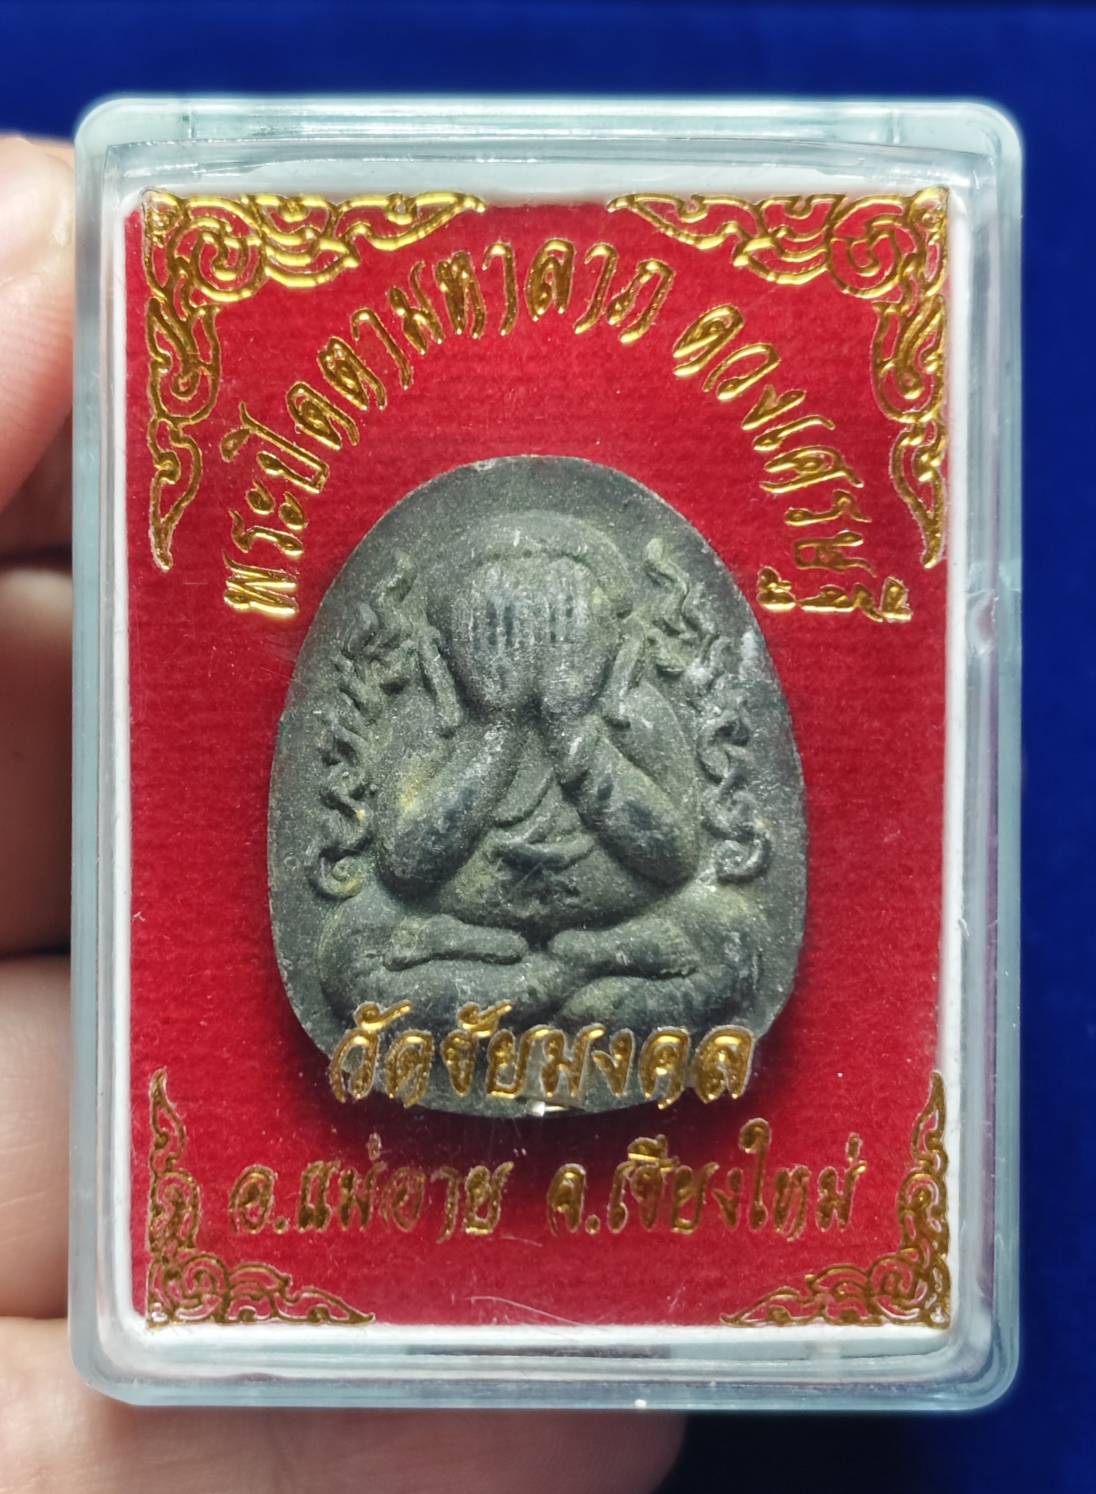 พระปิดตามหาลาภ ดวงเศรษฐี
วัดชัยมงคล
อ.แม่อาย จ.เชียงใหม่